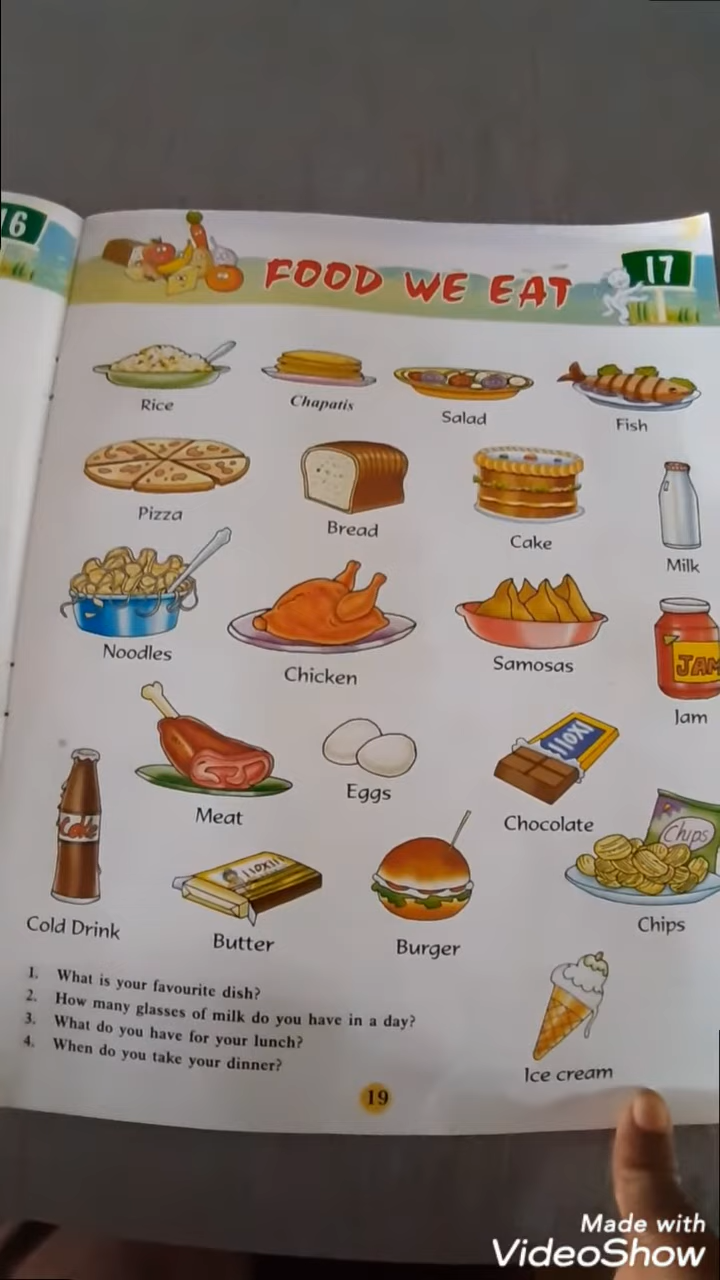 16
FOOD WE EAT
17
Rice
Chapatis
Salad
Fish
Pizza
Bread
Cake
Milk
Noodles
Chicken
Samosas
JAM
Jam
Meat
Eggs
Chocolate
Coke
Chips
Cold Drink
Butter
Burger
Chips
1. What is your favourite dish?
2. How many glasses of milk do you have in a day?
3. What do you have for your lunch?
4. When do you take your dinner?
Ice cream
19
Made with
VideoShow